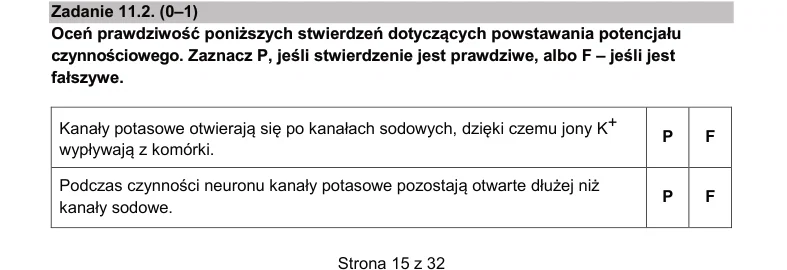 Zadanie 11.2. (0–1)
Oceń prawdziwość poniższych stwierdzeń dotyczących powstawania potencjału
czynnościowego. Zaznacz P, jeśli stwierdzenie jest prawdziwe, albo F – jeśli jest
fałszywe.
Kanały potasowe otwierają się po kanałach sodowych, dzięki czemu jony K⁺
wypływają z komórki.
P F
Podczas czynności neuronu kanały potasowe pozostają otwarte dłużej niż
kanały sodowe.
P F
Strona 15 z 32